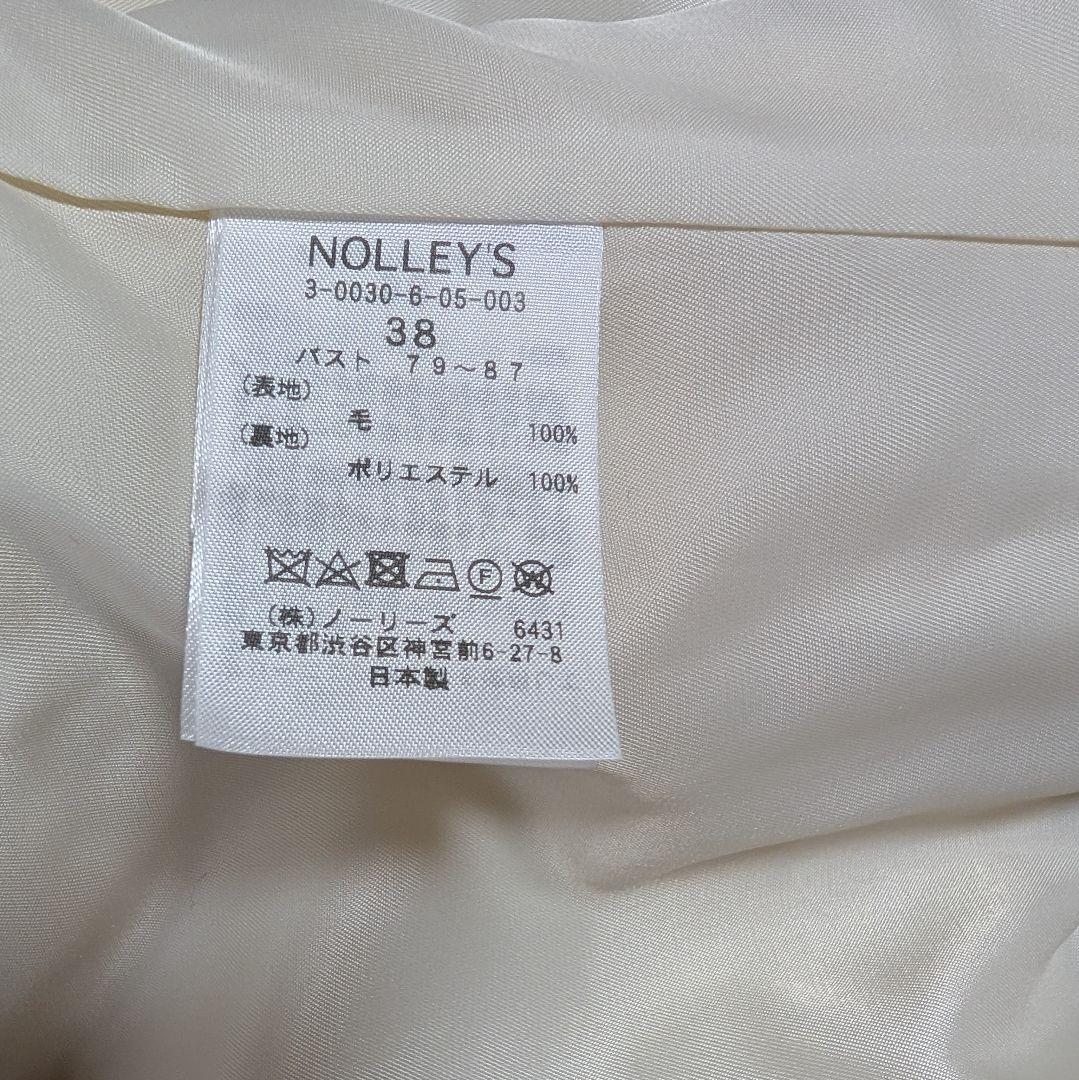 NOLLEY'S
3-0030-6-05-003
38
バスト 79～87
(表地)
毛 100%
(裏地)
ポリエステル 100%
F
W
(株)ノーリーズ 6431
東京都渋谷区神宮前6-27-8
日本製